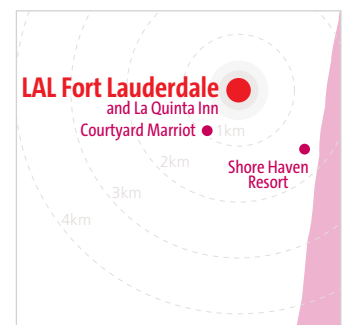 LAL Fort Lauderdale
and La Quinta Inn
Courtyard Marriot
1km
2km
Shore Haven
Resort
3km
4km